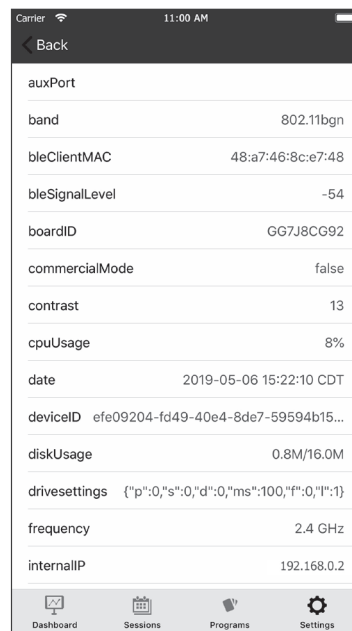 Carrier 11:00 AM
Back
auxPort
band 802.11bgn
bleClientMAC 48:a7:46:8c:e7:48
bleSignalLevel -54
boardID GG7J8CG92
commercialMode false
contrast 13
cpuUsage 8%
date 2019-05-06 15:22:10 CDT
deviceID efe09204-fd49-40e4-8de7-59594b15...
diskUsage 0.8M/16.0M
drivesettings {"p":0,"s":0,"d":0,"ms":100,"f":0,"l":1}
frequency 2.4 GHz
internalIP 192.168.0.2
Dashboard Sessions Programs Settings